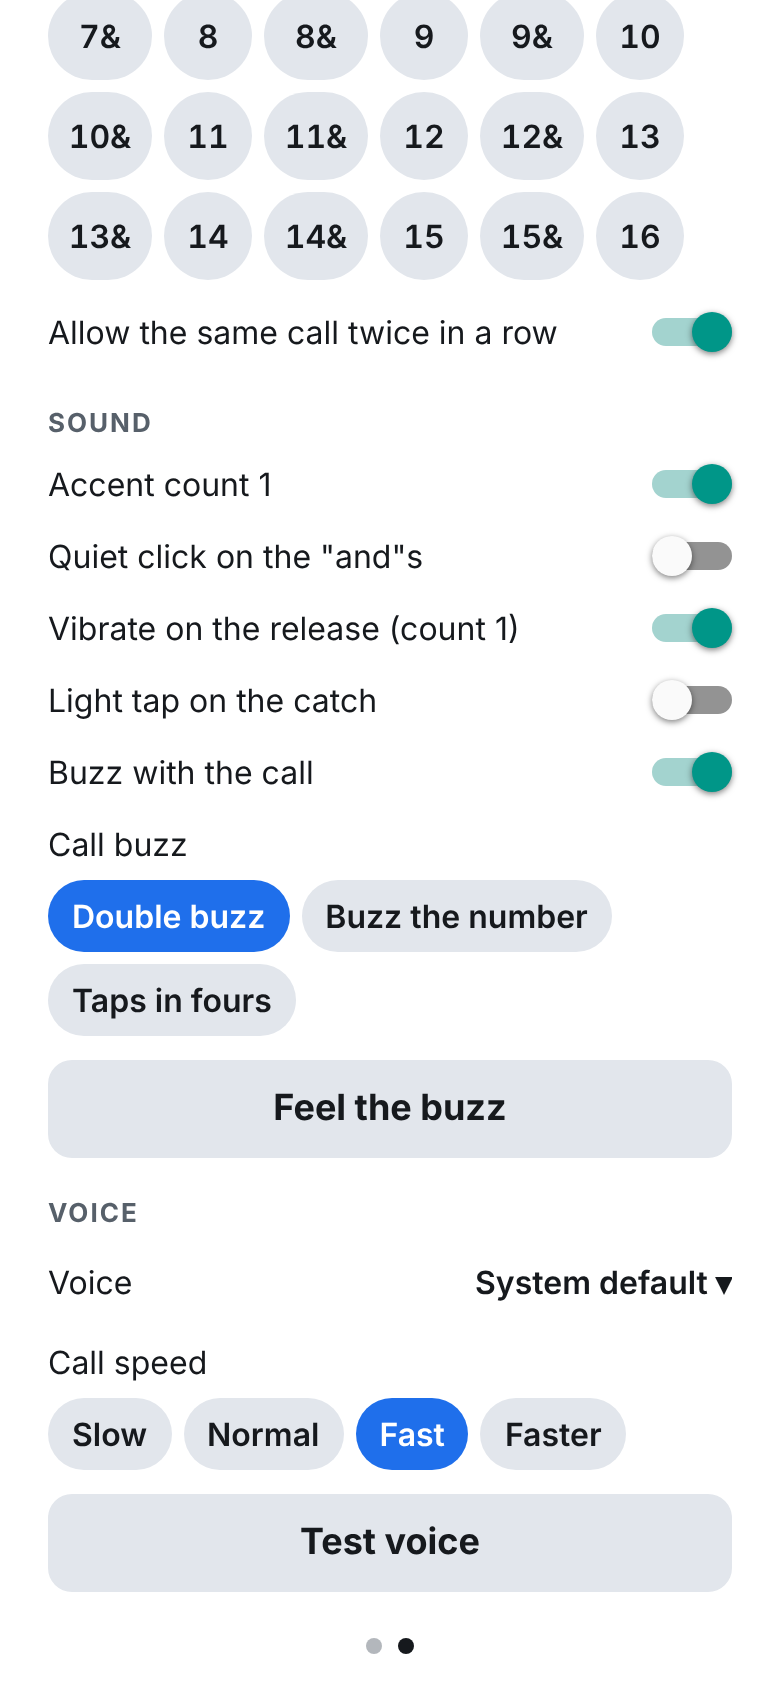 7& 8 8& 9 9& 10
10& 11 11& 12 12& 13
13& 14 14& 15 15& 16
Allow the same call twice in a row
SOUND
Accent count 1
Quiet click on the "and"s
Vibrate on the release (count 1)
Light tap on the catch
Buzz with the call
Call buzz
Double buzz Buzz the number
Taps in fours
Feel the buzz
VOICE
Voice System default ▾
Call speed
Slow Normal Fast Faster
Test voice